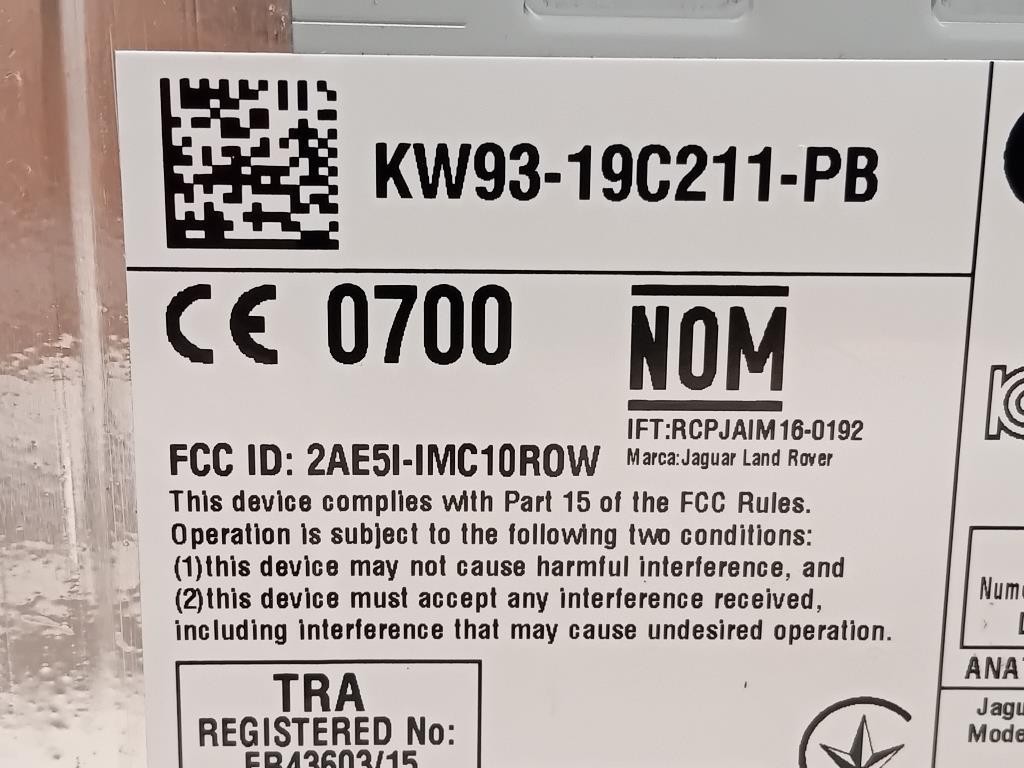 KW93-19C211-PB
CE 0700
NOM
IFT:RCPJAIM16-0192
Marca:Jaguar Land Rover
FCC ID: 2AE5I-IMC10ROW
This device complies with Part 15 of the FCC Rules.
Operation is subject to the following two conditions:
(1)this device may not cause harmful interference, and
(2)this device must accept any interference received,
including interference that may cause undesired operation.
TRA
REGISTERED No:
ER43603/15
ANAT